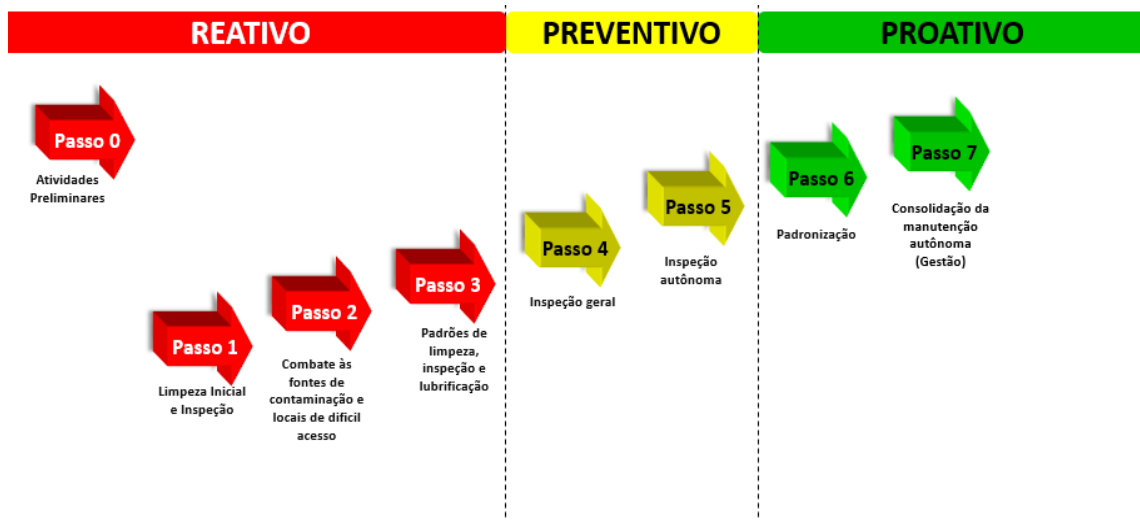 REATIVO
PREVENTIVO
PROATIVO
Passo 0
Atividades
Preliminares
Passo 1
Limpeza Inicial
e Inspeção
Passo 2
Combate às
fontes de
contaminação e
locais de dificil
acesso
Passo 3
Padrões de
limpeza,
inspeção e
lubrificação
Passo 4
Inspeção geral
Passo 5
Inspeção
autônoma
Passo 6
Padronização
Passo 7
Consolidação da
manutenção
autônoma
(Gestão)